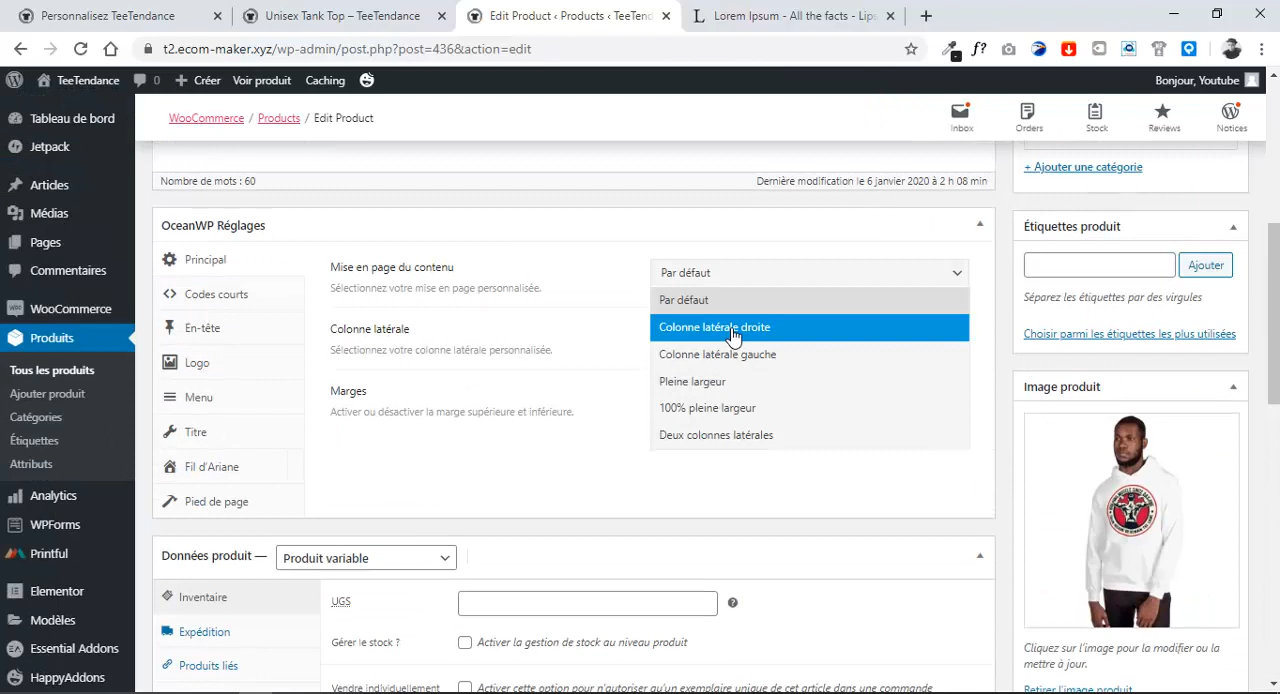 Personnalisez TeeTendance
Unisex Tank Top – TeeTendance
Edit Product ‹ Products ‹ TeeTend
Lorem Ipsum - All the facts - Lips
t2.ecom-maker.xyz/wp-admin/post.php?post=436&action=edit
f?
TeeTendance
0
Créer
Voir produit
Caching
Bonjour, Youtube
Tableau de bord
Jetpack
Articles
Médias
Pages
Commentaires
WooCommerce
Produits
Tous les produits
Ajouter produit
Catégories
Étiquettes
Attributs
Analytics
WPForms
Printful
Elementor
Modèles
Essential Addons
HappyAddons
WooCommerce / Products / Edit Product
Inbox
Orders
Stock
Reviews
Notices
Nombre de mots : 60
Dernière modification le 6 janvier 2020 à 2 h 08 min
OceanWP Réglages
Principal
Codes courts
En-tête
Logo
Menu
Titre
Fil d'Ariane
Pied de page
Mise en page du contenu
Sélectionnez votre mise en page personnalisée.
Colonne latérale
Sélectionnez votre colonne latérale personnalisée.
Marges
Activer ou désactiver la marge supérieure et inférieure.
Par défaut
Par défaut
Colonne latérale droite
Colonne latérale gauche
Pleine largeur
100% pleine largeur
Deux colonnes latérales
Données produit —
Produit variable
Inventaire
Expédition
Produits liés
UGS
Gérer le stock ?
Activer la gestion de stock au niveau produit
Vendre individuellement
Activer cette option pour n'autoriser qu'un exemplaire unique de cet article dans une commande
+ Ajouter une catégorie
Étiquettes produit
Ajouter
Séparez les étiquettes par des virgules
Choisir parmi les étiquettes les plus utilisées
Image produit
Cliquez sur l'image pour la modifier ou la
mettre à jour.
Retirer l'image produit